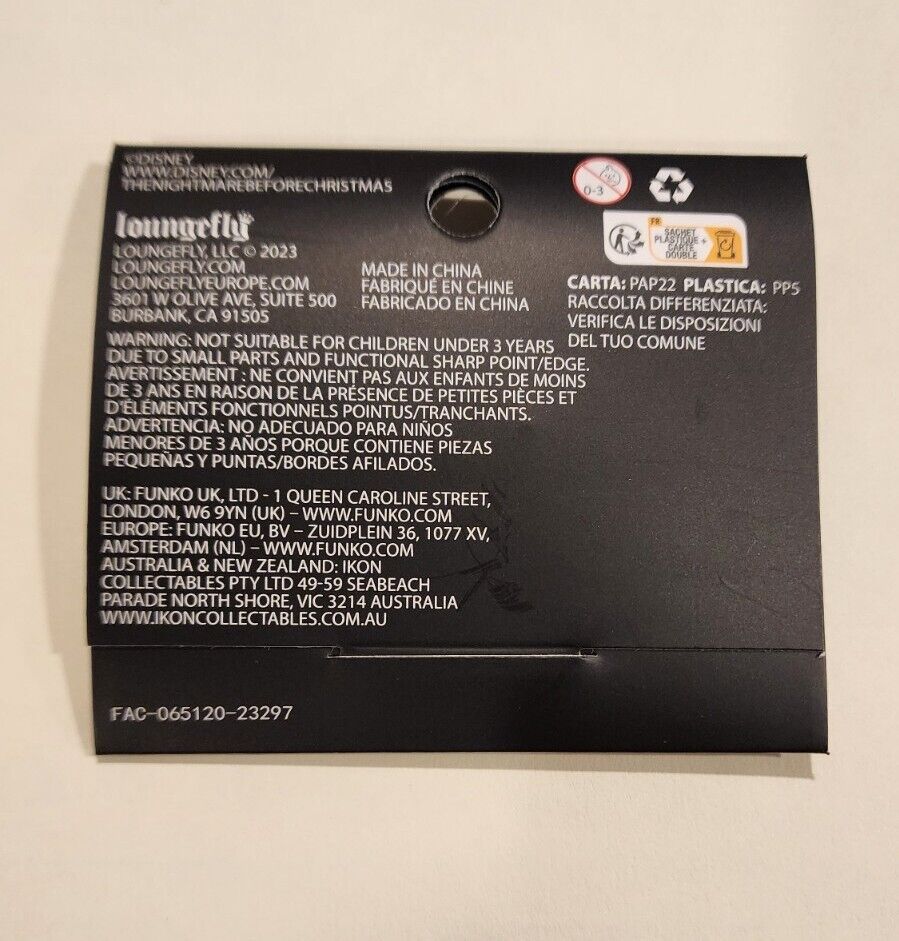 ©DISNEY
WWW.DISNEY.COM/
THENIGHTMAREBEFORECHRISTMAS
loungefly
LOUNGEFLY, LLC © 2023
LOUNGEFLY.COM
LOUNGEFLYEUROPE.COM
3601 W OLIVE AVE, SUITE 500
BURBANK, CA 91505
MADE IN CHINA
FABRIQUÉ EN CHINE
FABRICADO EN CHINA
0-3
FR
SACHET
PLASTIQUE +
CARTE
DOUBLE
CARTA: PAP22 PLASTICA: PP5
RACCOLTA DIFFERENZIATA:
VERIFICA LE DISPOSIZIONI
DEL TUO COMUNE
WARNING: NOT SUITABLE FOR CHILDREN UNDER 3 YEARS
DUE TO SMALL PARTS AND FUNCTIONAL SHARP POINT/EDGE.
AVERTISSEMENT : NE CONVIENT PAS AUX ENFANTS DE MOINS
DE 3 ANS EN RAISON DE LA PRÉSENCE DE PETITES PIÈCES ET
D'ÉLÉMENTS FONCTIONNELS POINTUS/TRANCHANTS.
ADVERTENCIA: NO ADECUADO PARA NIÑOS
MENORES DE 3 AÑOS PORQUE CONTIENE PIEZAS
PEQUEÑAS Y PUNTAS/BORDES AFILADOS.
UK: FUNKO UK, LTD - 1 QUEEN CAROLINE STREET,
LONDON, W6 9YN (UK) – WWW.FUNKO.COM
EUROPE: FUNKO EU, BV – ZUIDPLEIN 36, 1077 XV,
AMSTERDAM (NL) – WWW.FUNKO.COM
AUSTRALIA & NEW ZEALAND: IKON
COLLECTABLES PTY LTD 49-59 SEABEACH
PARADE NORTH SHORE, VIC 3214 AUSTRALIA
WWW.IKONCOLLECTABLES.COM.AU
FAC-065120-23297